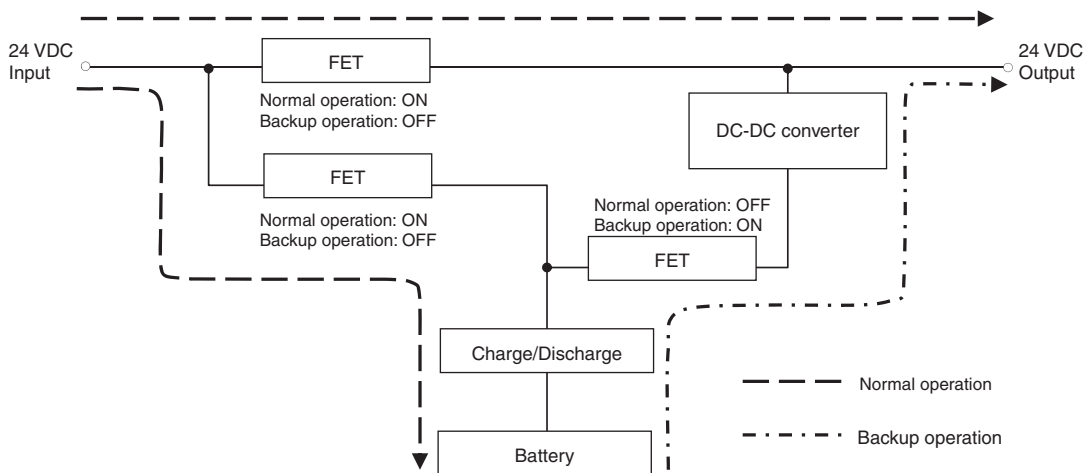 24 VDC
Input
FET
24 VDC
Output
Normal operation: ON
Backup operation: OFF
DC-DC converter
FET
Normal operation: ON
Backup operation: OFF
Normal operation: OFF
Backup operation: ON
FET
Charge/Discharge
Normal operation
Backup operation
Battery